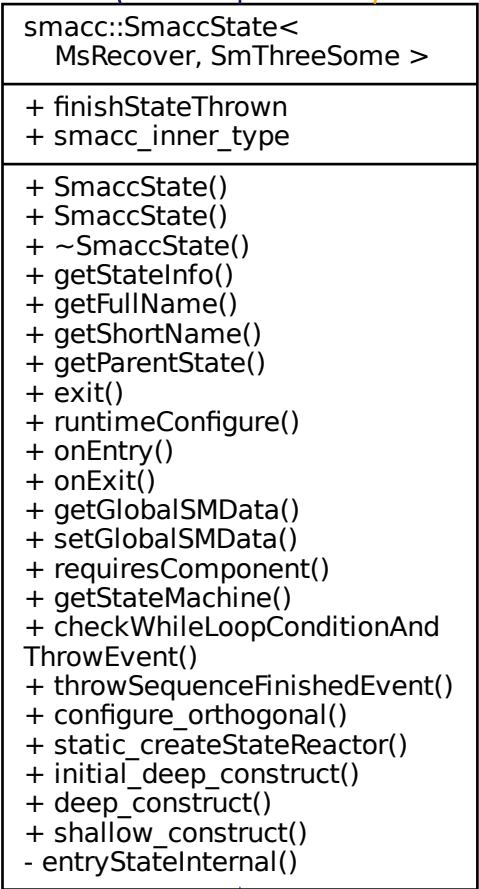 smacc::SmaccState<
MsRecover, SmThreeSome >
+ finishStateThrown
+ smacc_inner_type
+ SmaccState()
+ SmaccState()
+ ~SmaccState()
+ getStateInfo()
+ getFullName()
+ getShortName()
+ getParentState()
+ exit()
+ runtimeConfigure()
+ onEntry()
+ onExit()
+ getGlobalSMData()
+ setGlobalSMData()
+ requiresComponent()
+ getStateMachine()
+ checkWhileLoopConditionAnd
ThrowEvent()
+ throwSequenceFinishedEvent()
+ configure_orthogonal()
+ static_createStateReactor()
+ initial_deep_construct()
+ deep_construct()
+ shallow_construct()
- entryStateInternal()